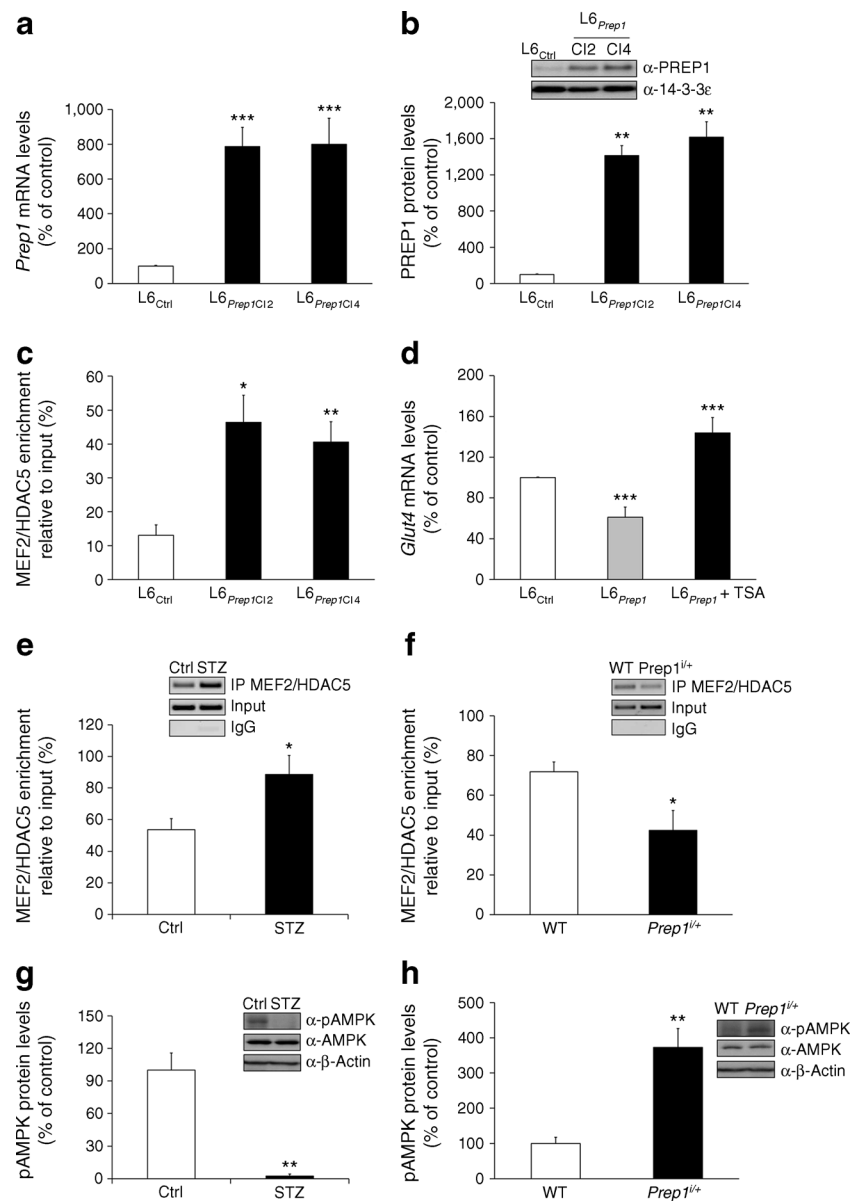 a
Prep1 mRNA levels
(% of control)
1,000
800
600
400
200
0
***
***
L6Ctrl
L6Prep1Cl2
L6Prep1Cl4
b
L6Prep1
L6Ctrl Cl2 Cl4
α-PREP1
α-14-3-3ε
PREP1 protein levels
(% of control)
2,000
1,600
1,200
800
400
0
**
**
L6Ctrl
L6Prep1Cl2
L6Prep1Cl4
c
MEF2/HDAC5 enrichment
relative to input (%)
60
50
40
30
20
10
0
*
**
L6Ctrl
L6Prep1Cl2
L6Prep1Cl4
d
Glut4 mRNA levels
(% of control)
200
160
120
80
40
0
***
***
L6Ctrl
L6Prep1
L6Prep1 + TSA
e
Ctrl STZ
IP MEF2/HDAC5
Input
IgG
MEF2/HDAC5 enrichment
relative to input (%)
120
100
80
60
40
20
0
*
Ctrl
STZ
f
WT Prep1i/+
IP MEF2/HDAC5
Input
IgG
MEF2/HDAC5 enrichment
relative to input (%)
100
80
60
40
20
0
*
WT
Prep1i/+
g
Ctrl STZ
α-pAMPK
α-AMPK
α-β-Actin
pAMPK protein levels
(% of control)
150
120
90
60
30
0
**
Ctrl
STZ
h
WT Prep1i/+
α-pAMPK
α-AMPK
α-β-Actin
pAMPK protein levels
(% of control)
500
400
300
200
100
0
**
WT
Prep1i/+